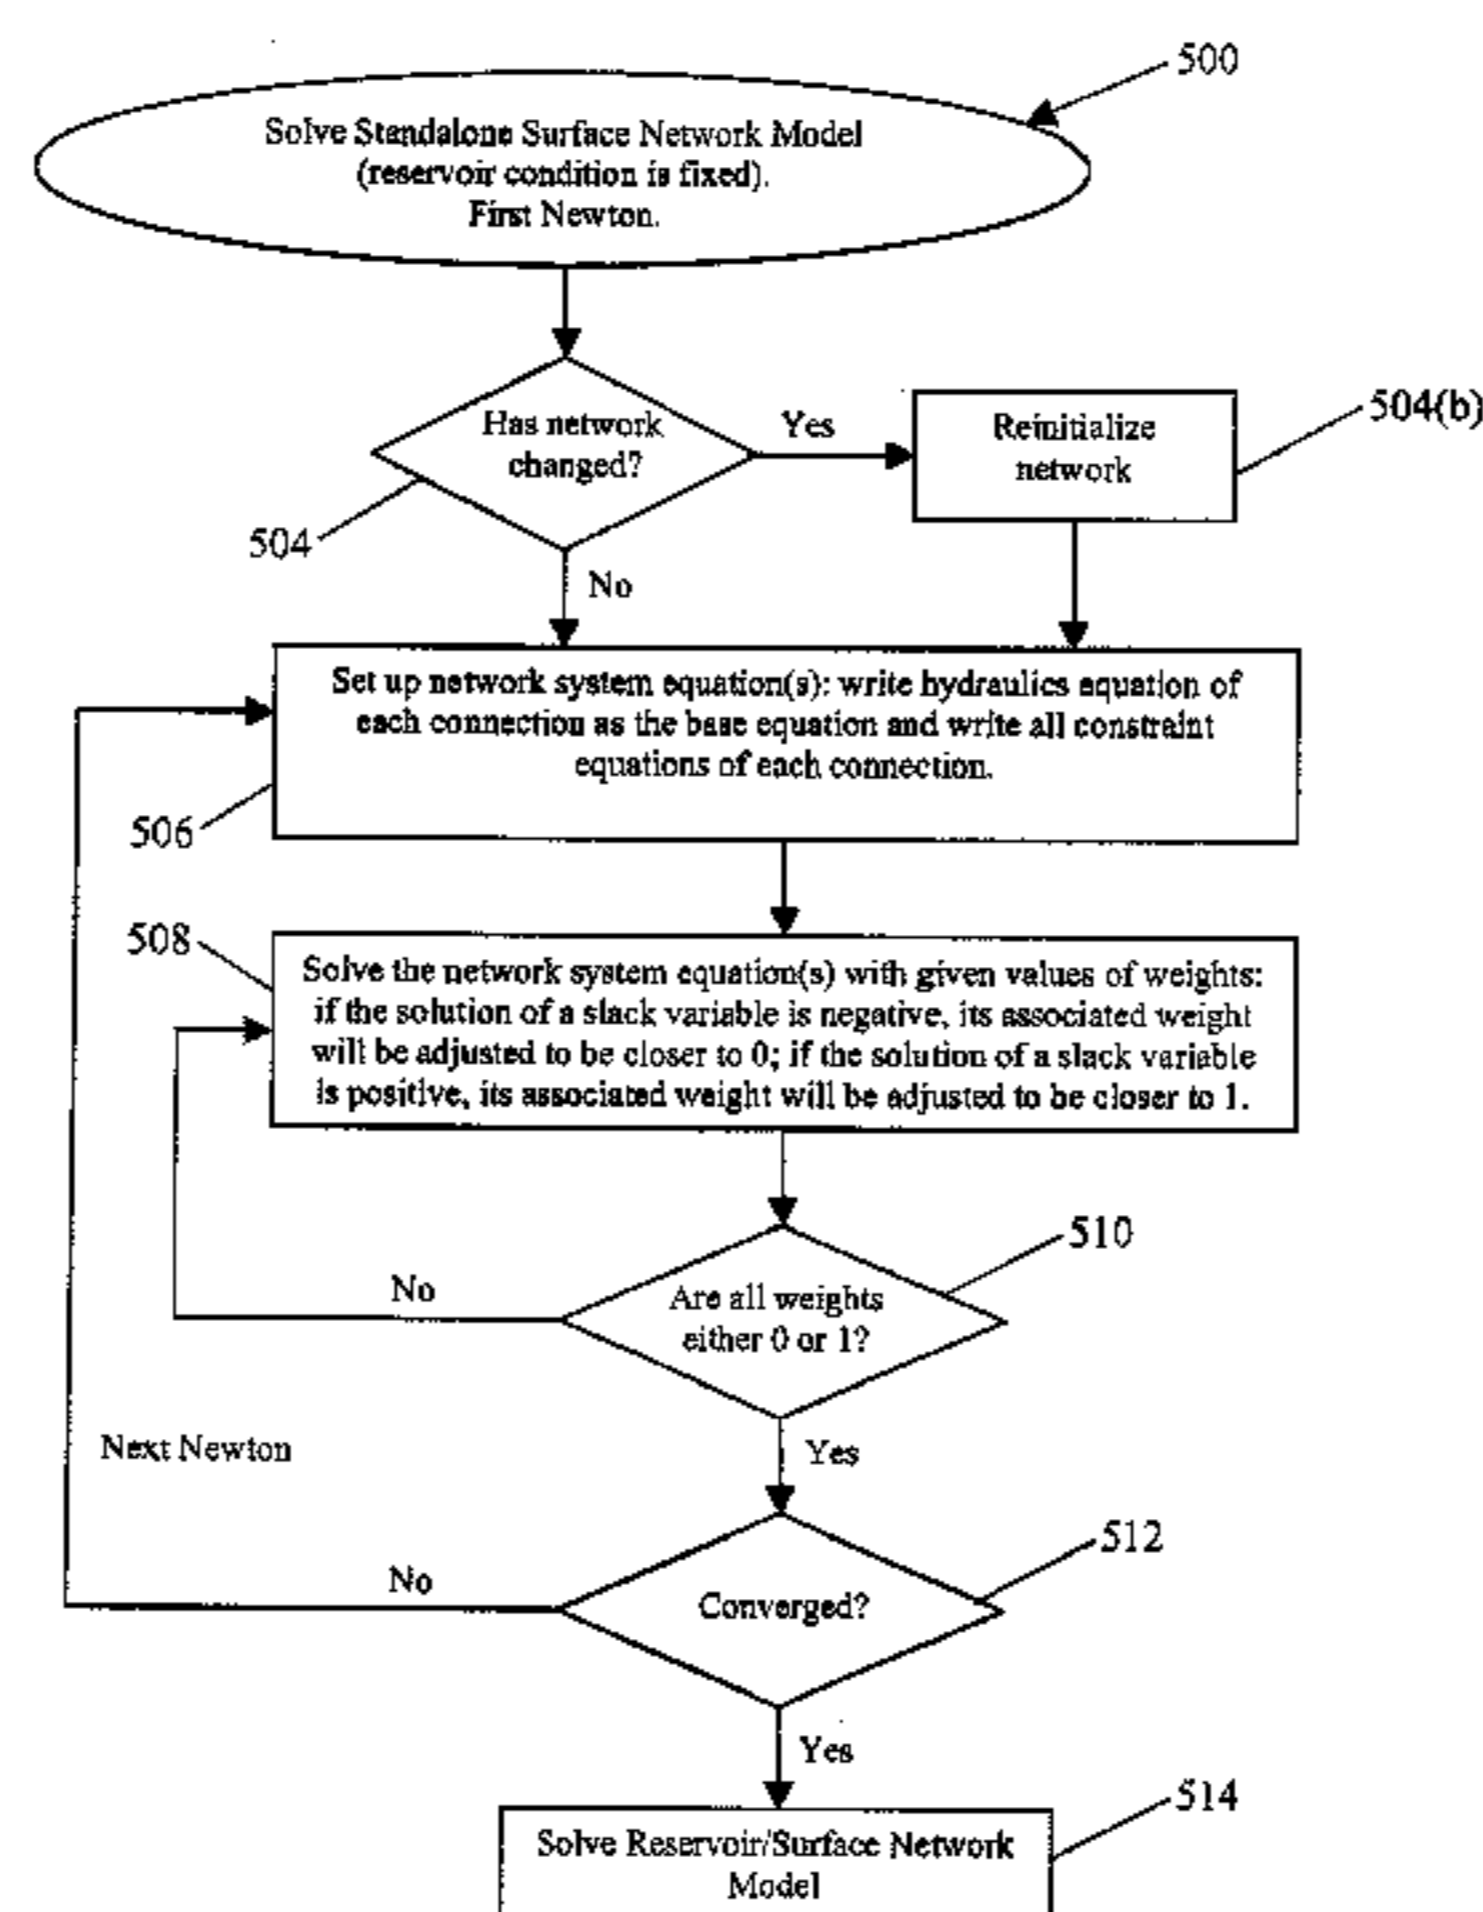 500
Solve Standalone Surface Network Model
(reservoir condition is fixed).
First Newton.
Has network
changed?
Yes
Reinitialize
network
504(b)
504
No
Set up network system equation(s): write hydraulics equation of
each connection as the base equation and write all constraint
equations of each connection.
506
508
Solve the network system equation(s) with given values of weights:
if the solution of a slack variable is negative, its associated weight
will be adjusted to be closer to 0; if the solution of a slack variable
is positive, its associated weight will be adjusted to be closer to 1.
510
No
Are all weights
either 0 or 1?
Next Newton
Yes
512
No
Converged?
Yes
514
Solve Reservoir/Surface Network
Model